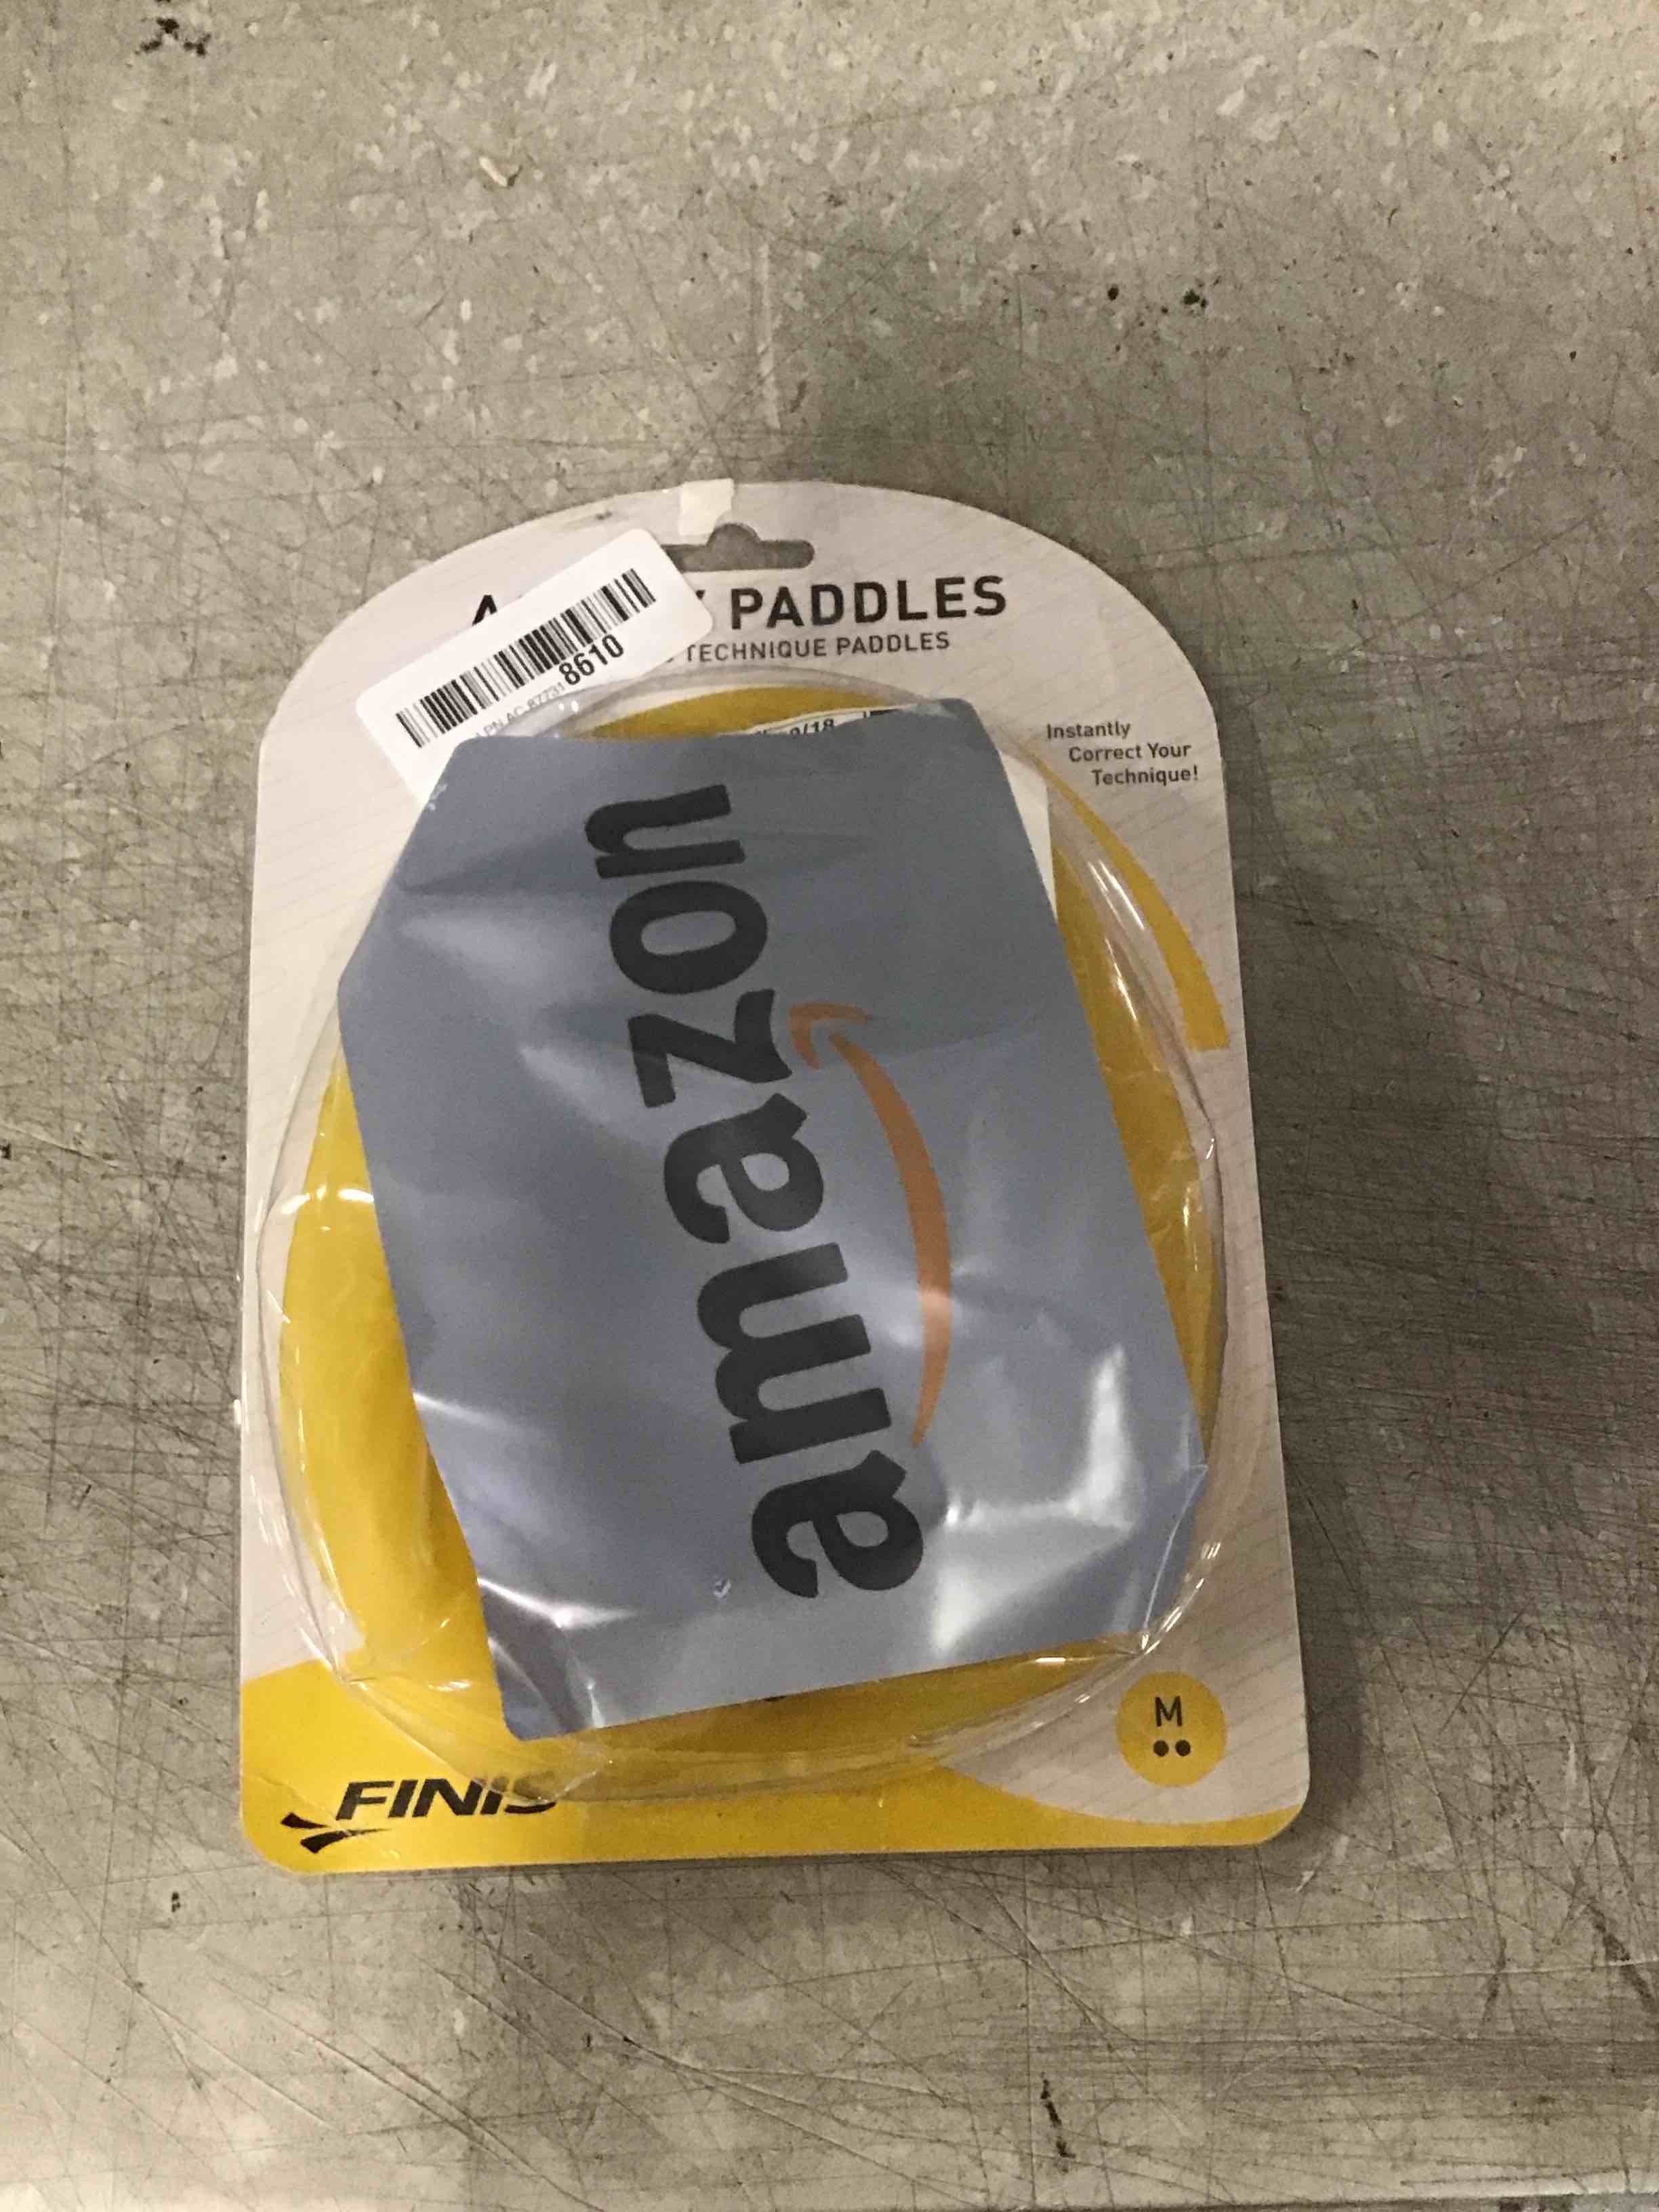 PADDLES
TECHNIQUE PADDLES
8610
Instantly
Correct Your
Technique!
amazon
M
FINIS